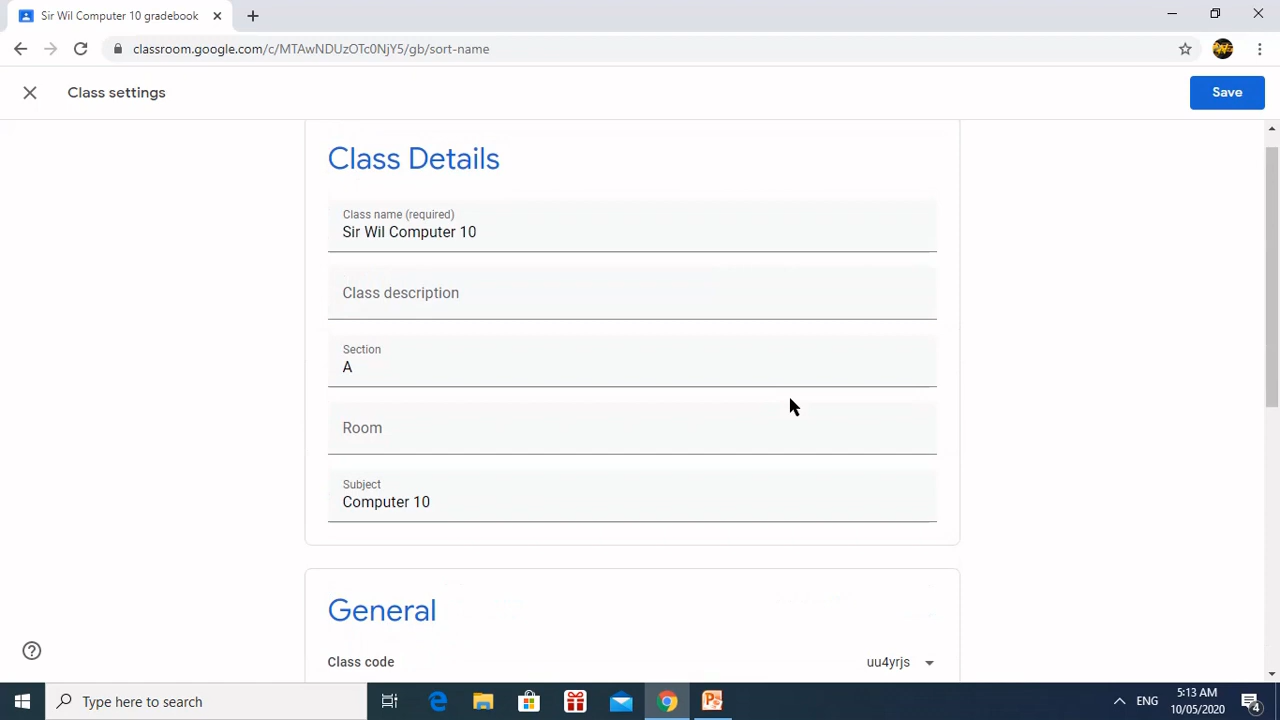 Sir Wil Computer 10 gradebook
classroom.google.com/c/MTAwNDUzOTc0NjY5/gb/sort-name
Class settings
Save
Class Details
Class name (required)
Sir Wil Computer 10
Class description
Section
A
Room
Subject
Computer 10
General
Class code
uu4yrjs
Type here to search
ENG
5:13 AM
10/05/2020
4